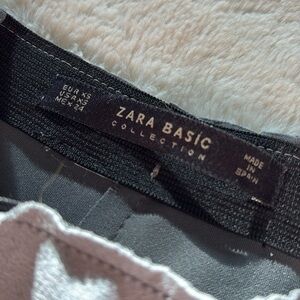 EUR XS
USA XS
MEX 24
ZARA BASIC
COLLECTION
MADE
IN
SPAIN